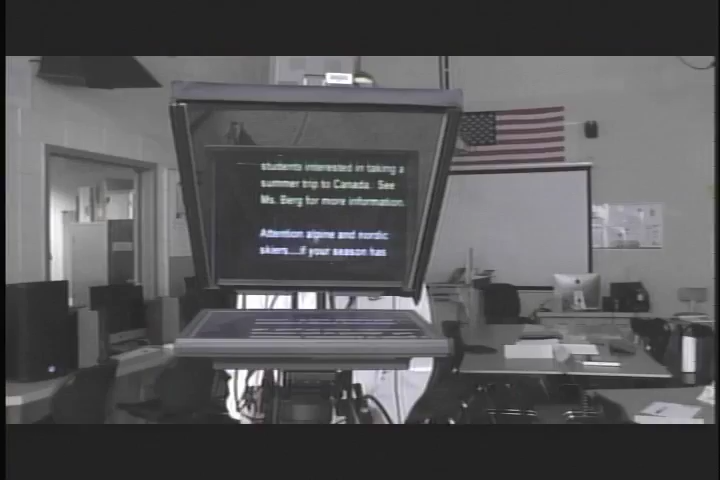 students interested in taking a
summer trip to Canada. See
Ms. Berg for more information.
Attention alpine and nordic
skiers....if your season has